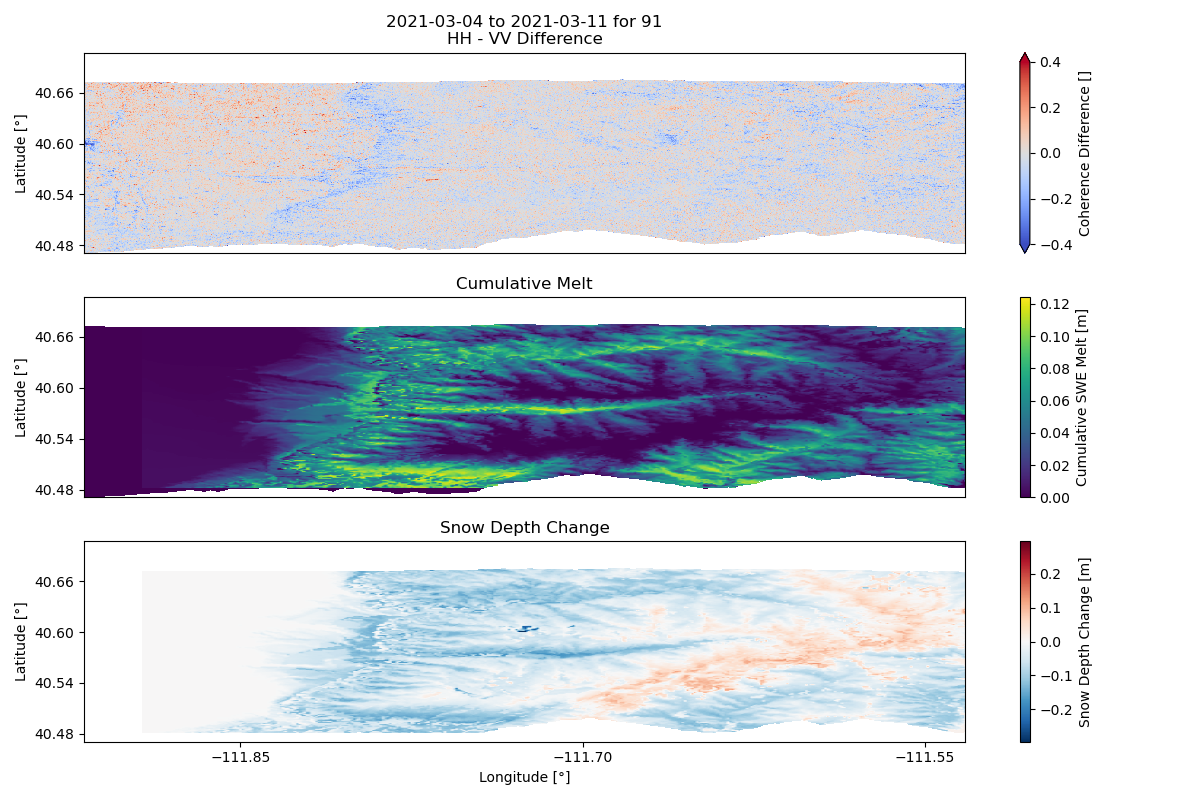 2021-03-04 to 2021-03-11 for 91
HH - VV Difference
40.66
40.60
40.54
40.48
Latitude [°]
0.4
0.2
0.0
−0.2
−0.4
Coherence Difference []
Cumulative Melt
40.66
40.60
40.54
40.48
Latitude [°]
0.12
0.10
0.08
0.06
0.04
0.02
0.00
Cumulative SWE Melt [m]
Snow Depth Change
40.66
40.60
40.54
40.48
Latitude [°]
0.2
0.1
0.0
−0.1
−0.2
Snow Depth Change [m]
−111.85
−111.70
−111.55
Longitude [°]